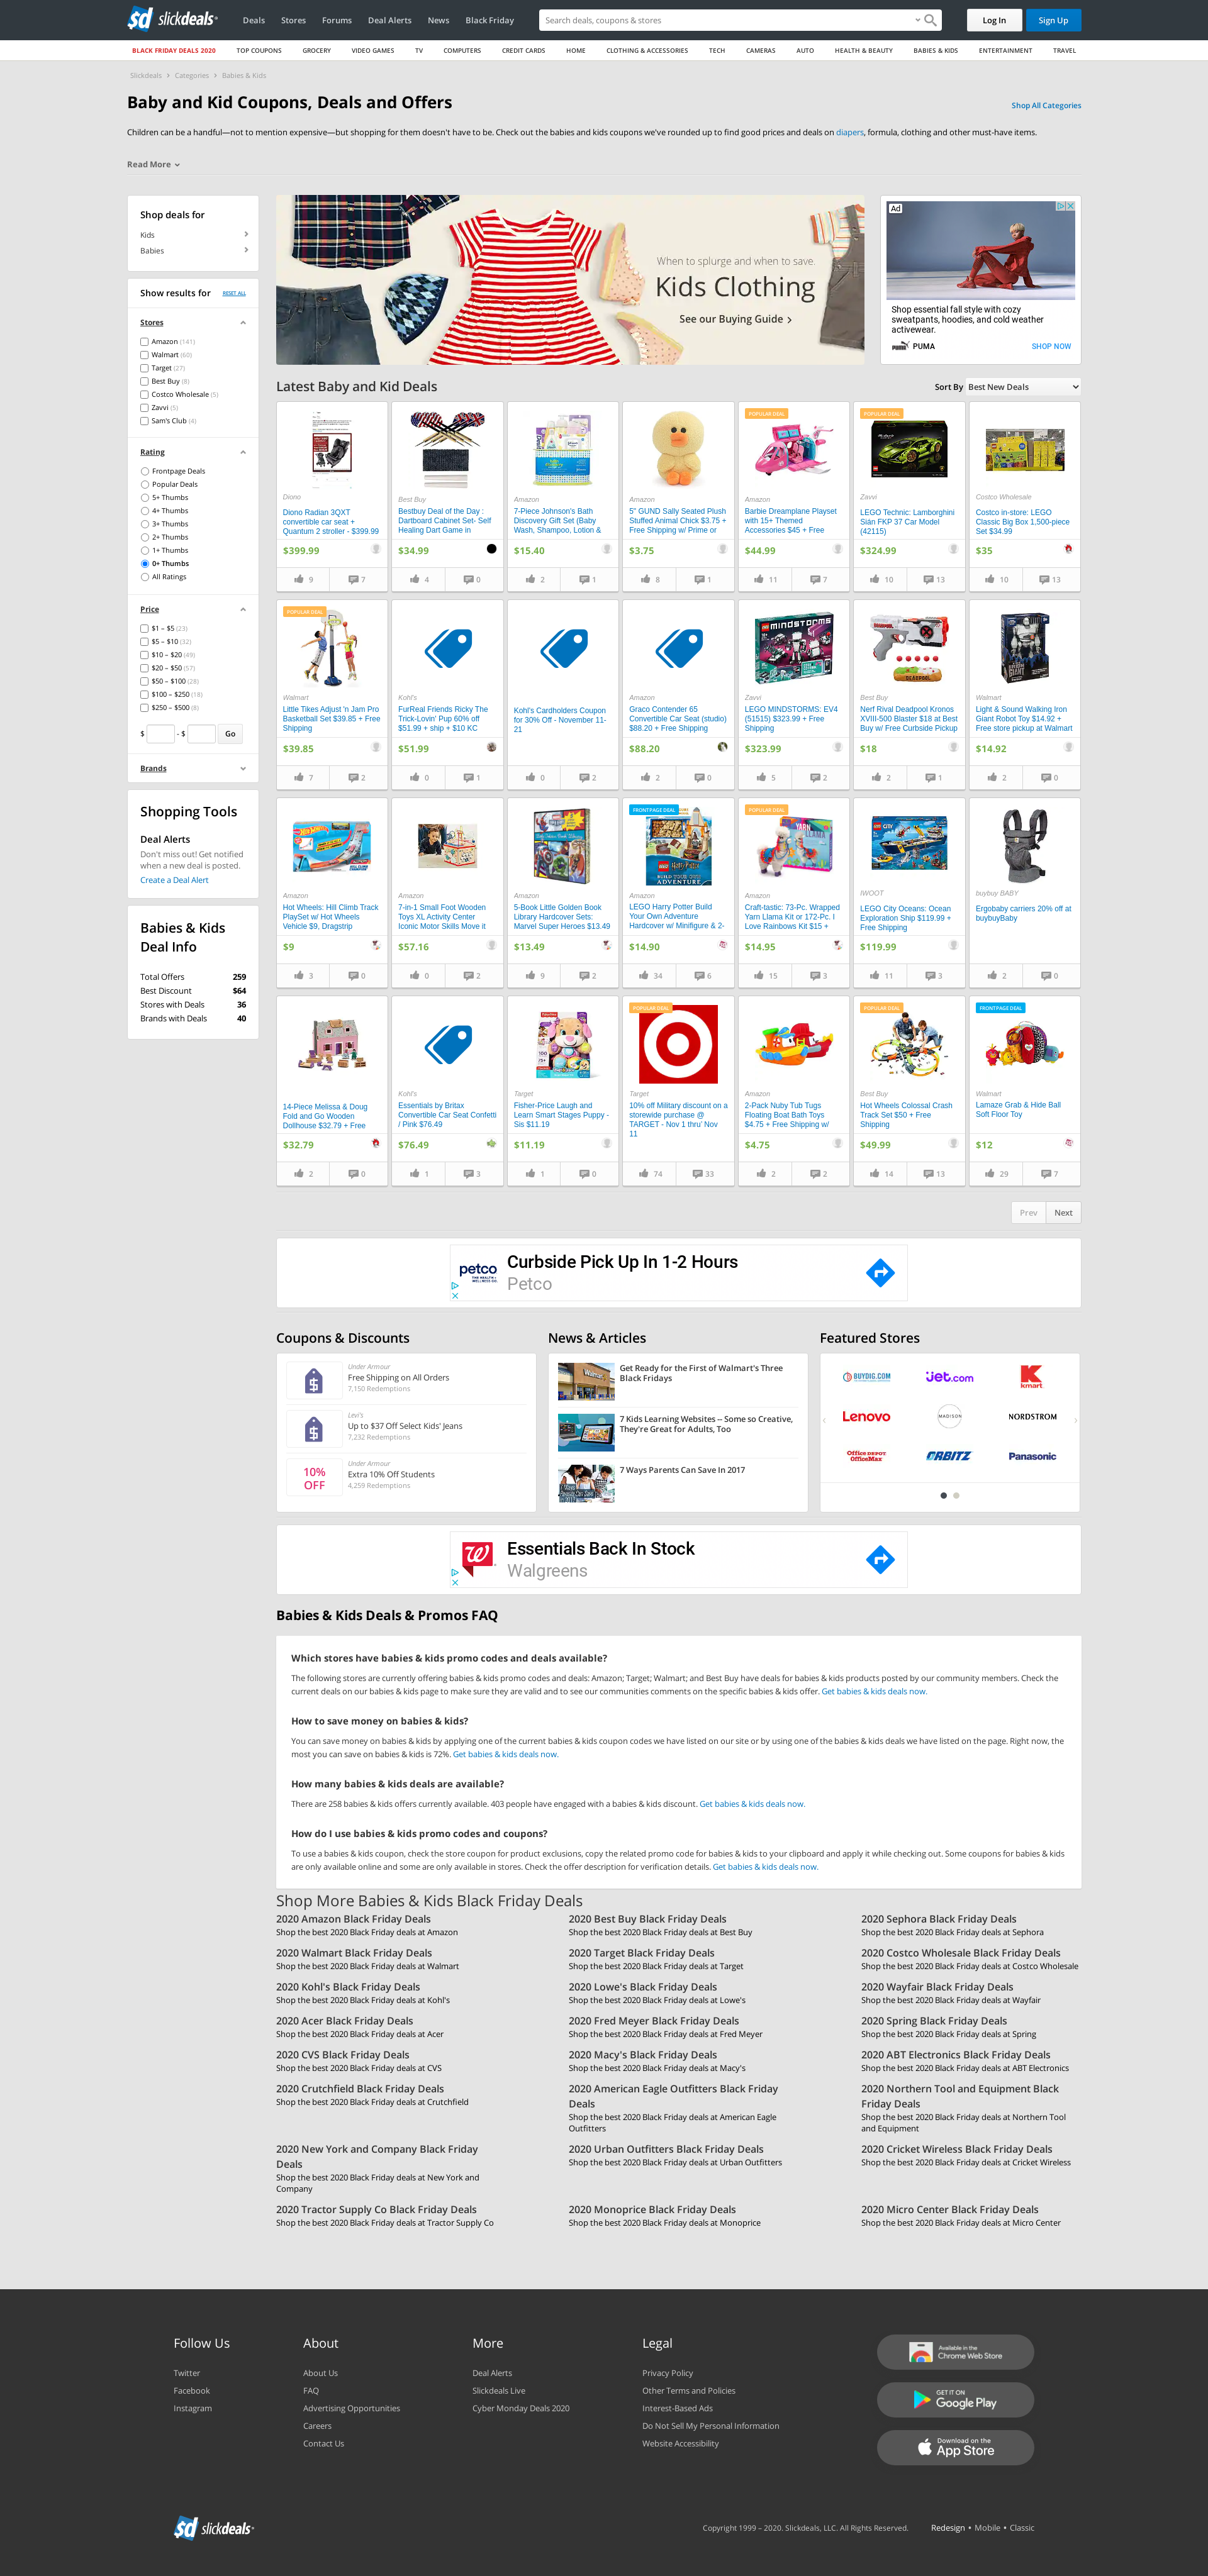 sd slickdeals
Deals Stores Forums Deal Alerts News Black Friday
Search deals, coupons & stores
Log In
Sign Up
BLACK FRIDAY DEALS 2020 TOP COUPONS GROCERY VIDEO GAMES TV COMPUTERS CREDIT CARDS HOME CLOTHING & ACCESSORIES TECH CAMERAS AUTO HEALTH & BEAUTY BABIES & KIDS ENTERTAINMENT TRAVEL
Slickdeals > Categories > Babies & Kids
Baby and Kid Coupons, Deals and Offers
Shop All Categories
Children can be a handful—not to mention expensive—but shopping for them doesn't have to be. Check out the babies and kids coupons we've rounded up to find good prices and deals on diapers, formula, clothing and other must-have items.
Read More
Shop deals for
Kids
Babies
Show results for RESET ALL
Stores
Amazon (141)
Walmart (60)
Target (27)
Best Buy (8)
Costco Wholesale (5)
Zavvi (5)
Sam's Club (4)
Rating
Frontpage Deals
Popular Deals
5+ Thumbs
4+ Thumbs
3+ Thumbs
2+ Thumbs
1+ Thumbs
0+ Thumbs
All Ratings
Price
$1 – $5 (23)
$5 – $10 (32)
$10 – $20 (49)
$20 – $50 (57)
$50 – $100 (28)
$100 – $250 (18)
$250 – $500 (8)
$ - $ Go
Brands
Shopping Tools
Deal Alerts
Don't miss out! Get notified
when a new deal is posted.
Create a Deal Alert
Babies & Kids
Deal Info
Total Offers 259
Best Discount $64
Stores with Deals 36
Brands with Deals 40
When to splurge and when to save.
Kids Clothing
See our Buying Guide >
Ad
Shop essential fall style with cozy
sweatpants, hoodies, and cold weather
activewear.
PUMA
SHOP NOW
Latest Baby and Kid Deals
Sort By Best New Deals
Diono
Diono Radian 3QXT
convertible car seat +
Quantum 2 stroller - $399.99
$399.99
9 7
Best Buy
Bestbuy Deal of the Day :
Dartboard Cabinet Set- Self
Healing Dart Game in
$34.99
4 0
Amazon
7-Piece Johnson's Bath
Discovery Gift Set (Baby
Wash, Shampoo, Lotion &
$15.40
2 1
Amazon
5" GUND Sally Seated Plush
Stuffed Animal Chick $3.75 +
Free Shipping w/ Prime or
$3.75
8 1
POPULAR DEAL
Amazon
Barbie Dreamplane Playset
with 15+ Themed
Accessories $45 + Free
$44.99
11 7
POPULAR DEAL
Zavvi
LEGO Technic: Lamborghini
Sián FKP 37 Car Model
(42115)
$324.99
10 13
Costco Wholesale
Costco in-store: LEGO
Classic Big Box 1,500-piece
Set $34.99
$35
10 13
POPULAR DEAL
Walmart
Little Tikes Adjust 'n Jam Pro
Basketball Set $39.85 + Free
Shipping
$39.85
7 2
Kohl's
FurReal Friends Ricky The
Trick-Lovin' Pup 60% off
$51.99 + ship + $10 KC
$51.99
0 1
Kohl's Cardholders Coupon
for 30% Off - November 11-
21
0 2
Amazon
Graco Contender 65
Convertible Car Seat (studio)
$88.20 + Free Shipping
$88.20
2 0
MINDSTORMS
Zavvi
LEGO MINDSTORMS: EV4
(51515) $323.99 + Free
Shipping
$323.99
5 2
DEADPOOL
Best Buy
Nerf Rival Deadpool Kronos
XVIII-500 Blaster $18 at Best
Buy w/ Free Curbside Pickup
$18
2 1
Walmart
Light & Sound Walking Iron
Giant Robot Toy $14.92 +
Free store pickup at Walmart
$14.92
2 0
Amazon
Hot Wheels: Hill Climb Track
PlaySet w/ Hot Wheels
Vehicle $9, Dragstrip
$9
3 0
Amazon
7-in-1 Small Foot Wooden
Toys XL Activity Center
Iconic Motor Skills Move it
$57.16
0 2
Amazon
5-Book Little Golden Book
Library Hardcover Sets:
Marvel Super Heroes $13.49
$13.49
9 2
FRONTPAGE DEAL
Harry Potter
BUILD YOUR OWN
ADVENTURE
Amazon
LEGO Harry Potter Build
Your Own Adventure
Hardcover w/ Minifigure & 2-
$14.90
34 6
POPULAR DEAL
Amazon
Craft-tastic: 73-Pc. Wrapped
Yarn Llama Kit or 172-Pc. I
Love Rainbows Kit $15 +
$14.95
15 3
CITY
IWOOT
LEGO City Oceans: Ocean
Exploration Ship $119.99 +
Free Shipping
$119.99
11 3
buybuy BABY
Ergobaby carriers 20% off at
buybuyBaby
2 0
14-Piece Melissa & Doug
Fold and Go Wooden
Dollhouse $32.79 + Free
$32.79
2 0
Kohl's
Essentials by Britax
Convertible Car Seat Confetti
/ Pink $76.49
$76.49
1 3
Target
Fisher-Price Laugh and
Learn Smart Stages Puppy -
Sis $11.19
$11.19
1 0
POPULAR DEAL
Target
10% off Military discount on a
storewide purchase @
TARGET - Nov 1 thru' Nov
11
74 33
Amazon
2-Pack Nuby Tub Tugs
Floating Boat Bath Toys
$4.75 + Free Shipping w/
$4.75
2 2
POPULAR DEAL
Best Buy
Hot Wheels Colossal Crash
Track Set $50 + Free
Shipping
$49.99
14 13
FRONTPAGE DEAL
Walmart
Lamaze Grab & Hide Ball
Soft Floor Toy
$12
29 7
Prev Next
petco
Curbside Pick Up In 1-2 Hours
Petco
Coupons & Discounts
Under Armour
Free Shipping on All Orders
7,150 Redemptions
Levi's
Up to $37 Off Select Kids' Jeans
7,232 Redemptions
10%
OFF
Under Armour
Extra 10% Off Students
4,259 Redemptions
News & Articles
Get Ready for the First of Walmart's Three
Black Fridays
7 Kids Learning Websites -- Some so Creative,
They're Great for Adults, Too
7 Ways Parents Can Save In 2017
Featured Stores
BUYDIG.COM jet.com kmart
Lenovo MADISON NORDSTROM
Office DEPOT OfficeMax ORBITZ Panasonic
Essentials Back In Stock
Walgreens
Babies & Kids Deals & Promos FAQ
Which stores have babies & kids promo codes and deals available?
The following stores are currently offering babies & kids promo codes and deals: Amazon; Target; Walmart; and Best Buy have deals for babies & kids products posted by our community members. Check the
current deals on our babies & kids page to make sure they are valid and to see our communities comments on the specific babies & kids offer. Get babies & kids deals now.
How to save money on babies & kids?
You can save money on babies & kids by applying one of the current babies & kids coupon codes we have listed on our site or by using one of the babies & kids deals we have listed on the page. Right now, the
most you can save on babies & kids is 72%. Get babies & kids deals now.
How many babies & kids deals are available?
There are 258 babies & kids offers currently available. 403 people have engaged with a babies & kids discount. Get babies & kids deals now.
How do I use babies & kids promo codes and coupons?
To use a babies & kids coupon, check the store coupon for product exclusions, copy the related promo code for babies & kids to your clipboard and apply it while checking out. Some coupons for babies & kids
are only available online and some are only available in stores. Check the offer description for verification details. Get babies & kids deals now.
Shop More Babies & Kids Black Friday Deals
2020 Amazon Black Friday Deals
Shop the best 2020 Black Friday deals at Amazon
2020 Best Buy Black Friday Deals
Shop the best 2020 Black Friday deals at Best Buy
2020 Sephora Black Friday Deals
Shop the best 2020 Black Friday deals at Sephora
2020 Walmart Black Friday Deals
Shop the best 2020 Black Friday deals at Walmart
2020 Target Black Friday Deals
Shop the best 2020 Black Friday deals at Target
2020 Costco Wholesale Black Friday Deals
Shop the best 2020 Black Friday deals at Costco Wholesale
2020 Kohl's Black Friday Deals
Shop the best 2020 Black Friday deals at Kohl's
2020 Lowe's Black Friday Deals
Shop the best 2020 Black Friday deals at Lowe's
2020 Wayfair Black Friday Deals
Shop the best 2020 Black Friday deals at Wayfair
2020 Acer Black Friday Deals
Shop the best 2020 Black Friday deals at Acer
2020 Fred Meyer Black Friday Deals
Shop the best 2020 Black Friday deals at Fred Meyer
2020 Spring Black Friday Deals
Shop the best 2020 Black Friday deals at Spring
2020 CVS Black Friday Deals
Shop the best 2020 Black Friday deals at CVS
2020 Macy's Black Friday Deals
Shop the best 2020 Black Friday deals at Macy's
2020 ABT Electronics Black Friday Deals
Shop the best 2020 Black Friday deals at ABT Electronics
2020 Crutchfield Black Friday Deals
Shop the best 2020 Black Friday deals at Crutchfield
2020 American Eagle Outfitters Black Friday
Deals
Shop the best 2020 Black Friday deals at American Eagle
Outfitters
2020 Northern Tool and Equipment Black
Friday Deals
Shop the best 2020 Black Friday deals at Northern Tool
and Equipment
2020 New York and Company Black Friday
Deals
Shop the best 2020 Black Friday deals at New York and
Company
2020 Urban Outfitters Black Friday Deals
Shop the best 2020 Black Friday deals at Urban Outfitters
2020 Cricket Wireless Black Friday Deals
Shop the best 2020 Black Friday deals at Cricket Wireless
2020 Tractor Supply Co Black Friday Deals
Shop the best 2020 Black Friday deals at Tractor Supply Co
2020 Monoprice Black Friday Deals
Shop the best 2020 Black Friday deals at Monoprice
2020 Micro Center Black Friday Deals
Shop the best 2020 Black Friday deals at Micro Center
Follow Us
Twitter
Facebook
Instagram
About
About Us
FAQ
Advertising Opportunities
Careers
Contact Us
More
Deal Alerts
Slickdeals Live
Cyber Monday Deals 2020
Legal
Privacy Policy
Other Terms and Policies
Interest-Based Ads
Do Not Sell My Personal Information
Website Accessibility
Available in the
Chrome Web Store
GET IT ON
Google Play
Download on the
App Store
sd slickdeals
Copyright 1999 – 2020. Slickdeals, LLC. All Rights Reserved.
Redesign • Mobile • Classic